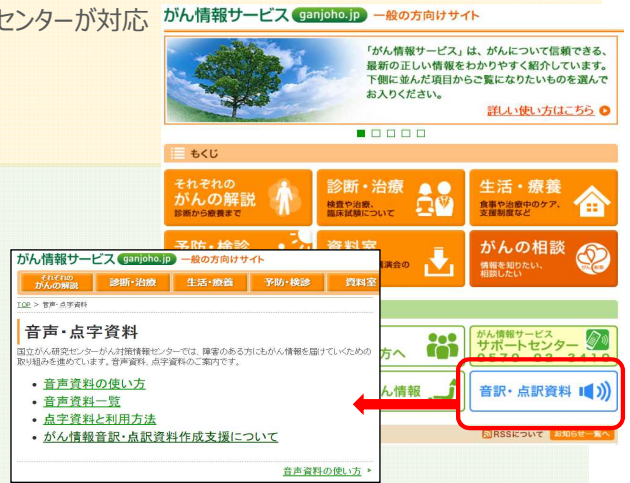 センターが対応
がん情報サービス ganjoho.jp 一般の方向けサイト
「がん情報サービス」は、がんについて信頼できる、
最新の正しい情報をわかりやすく紹介しています。
下側に並んだ項目からご覧になりたいものを選んで
お入りください。
詳しい使い方はこちら
もくじ
それぞれの
がんの解説
診断から療養まで
診断・治療
検査や治療、
臨床試験について
生活・療養
食事や治療中のケア、
支援制度など
予防・検診
資料室
講演会の
がんの相談
情報を知りたい、
相談したい
がん情報サービス ganjoho.jp 一般の方向けサイト
それぞれの
がんの解説
診断・治療
生活・療養
予防・検診
資料室
TOP > 音声・点字資料
音声・点字資料
国立がん研究センターがん対策情報センターでは、障害のある方にもがん情報を届けていくための
取り組みを進めています。音声資料、点字資料のご案内です。
• 音声資料の使い方
• 音声資料一覧
• 点字資料と利用方法
• がん情報音訳・点訳資料作成支援について
音声資料の使い方
方へ
がん情報サービス
サポートセンター
0570-02-3410
ん情報
音訳・点訳資料
RSSについて
お知らせ一覧へ